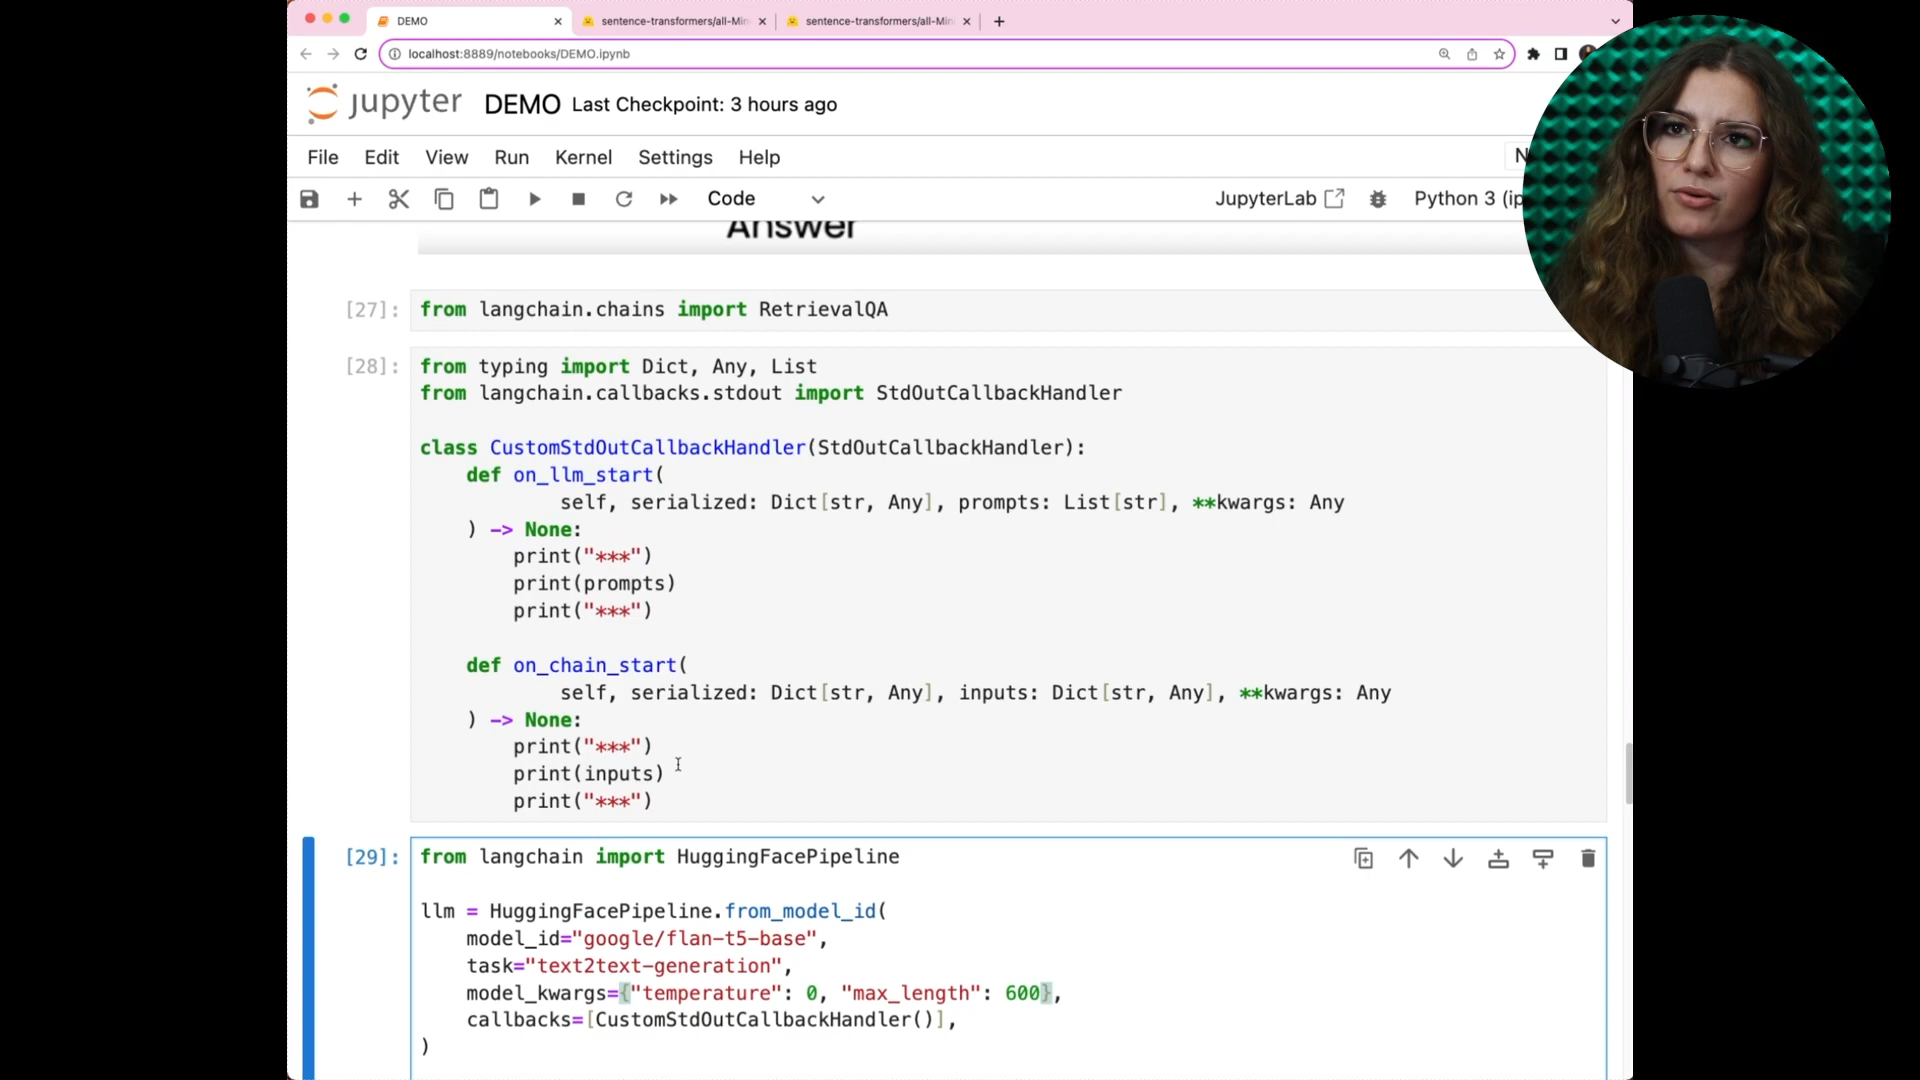 DEMO
sentence-transformers/all-Min
sentence-transformers/all-Min
localhost:8889/notebooks/DEMO.ipynb
jupyter DEMO Last Checkpoint: 3 hours ago
File Edit View Run Kernel Settings Help
Code JupyterLab Python 3 (ip
Answer
[27]: from langchain.chains import RetrievalQA
[28]: from typing import Dict, Any, List
from langchain.callbacks.stdout import StdOutCallbackHandler
class CustomStdOutCallbackHandler(StdOutCallbackHandler):
    def on_llm_start(
            self, serialized: Dict[str, Any], prompts: List[str], **kwargs: Any
    ) -> None:
        print("***")
        print(prompts)
        print("***")
    def on_chain_start(
            self, serialized: Dict[str, Any], inputs: Dict[str, Any], **kwargs: Any
    ) -> None:
        print("***")
        print(inputs)
        print("***")
[29]: from langchain import HuggingFacePipeline
llm = HuggingFacePipeline.from_model_id(
    model_id="google/flan-t5-base",
    task="text2text-generation",
    model_kwargs={"temperature": 0, "max_length": 600},
    callbacks=[CustomStdOutCallbackHandler()],
)